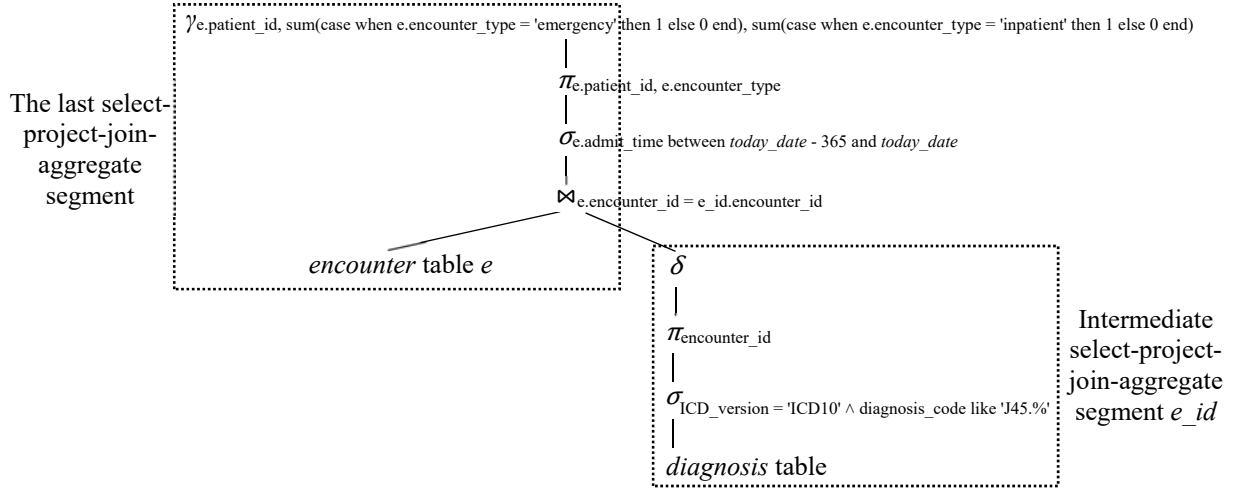 γe.patient_id, sum(case when e.encounter_type = 'emergency' then 1 else 0 end), sum(case when e.encounter_type = 'inpatient' then 1 else 0 end)
πe.patient_id, e.encounter_type
The last select-
project-join-
aggregate
segment
σe.admit_time between today_date - 365 and today_date
⋈e.encounter_id = e_id.encounter_id
encounter table e
δ
πencounter_id
σICD_version = 'ICD10' ∧ diagnosis_code like 'J45.%'
diagnosis table
Intermediate
select-project-
join-aggregate
segment e_id